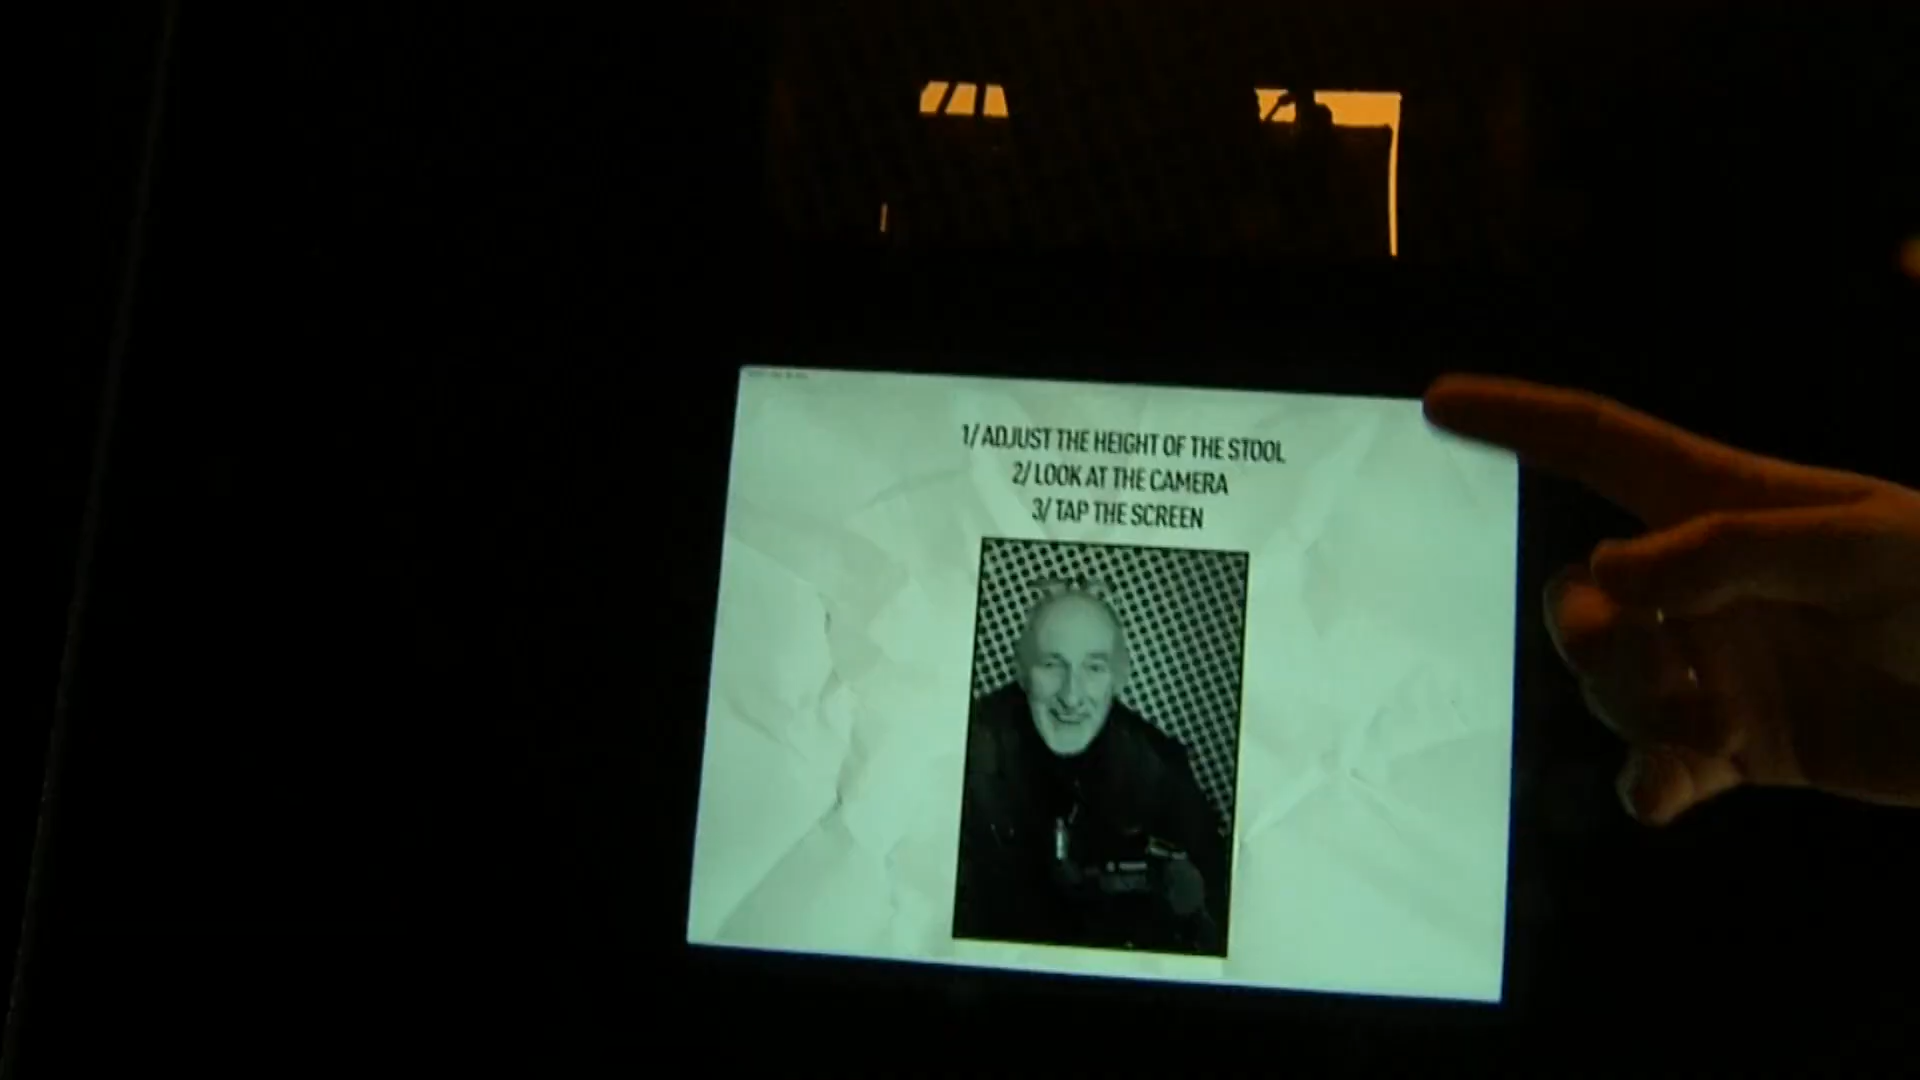 1/ ADJUST THE HEIGHT OF THE STOOL
2/ LOOK AT THE CAMERA
3/ TAP THE SCREEN